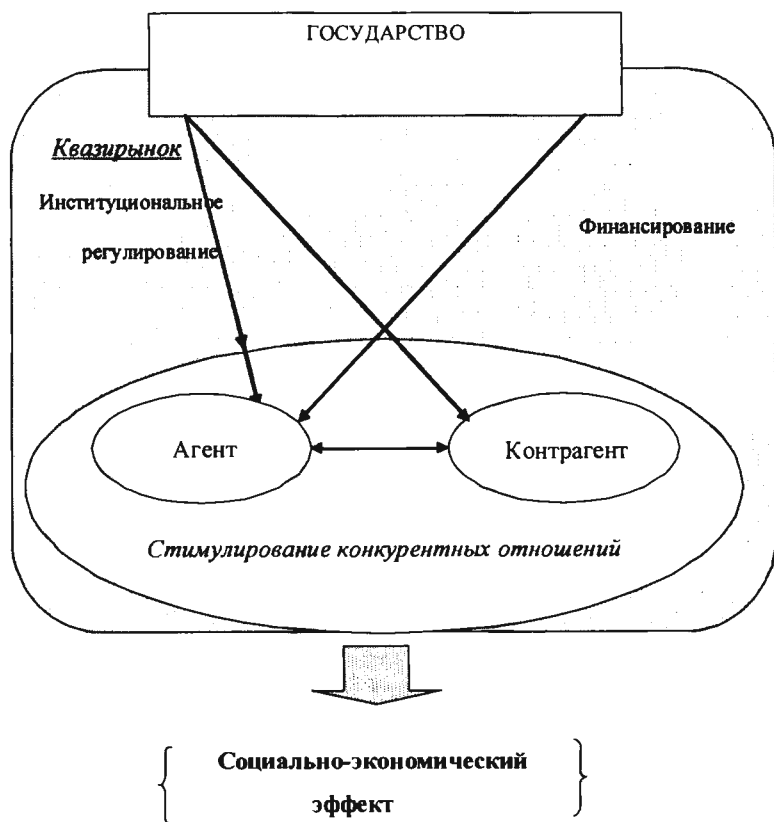 ГОСУДАРСТВО
Квазирынок
Институциональное
регулирование
Финансирование
Агент
Контрагент
Стимулирование конкурентных отношений
Социально-экономический
эффект